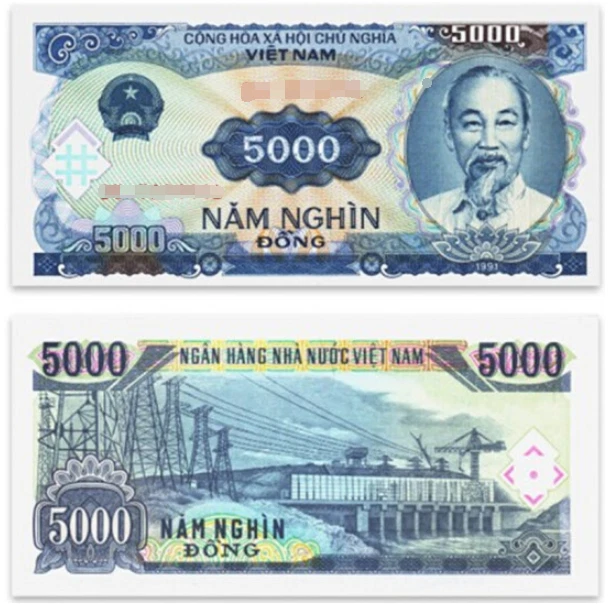 CỘNG HÒA XÃ HỘI CHỦ NGHĨA
VIỆT NAM
5000
5000
NĂM NGHÌN
ĐỒNG
5000
1991
5000
NGÂN HÀNG NHÀ NƯỚC VIỆT NAM
5000
5000
NĂM NGHÌN
ĐỒNG